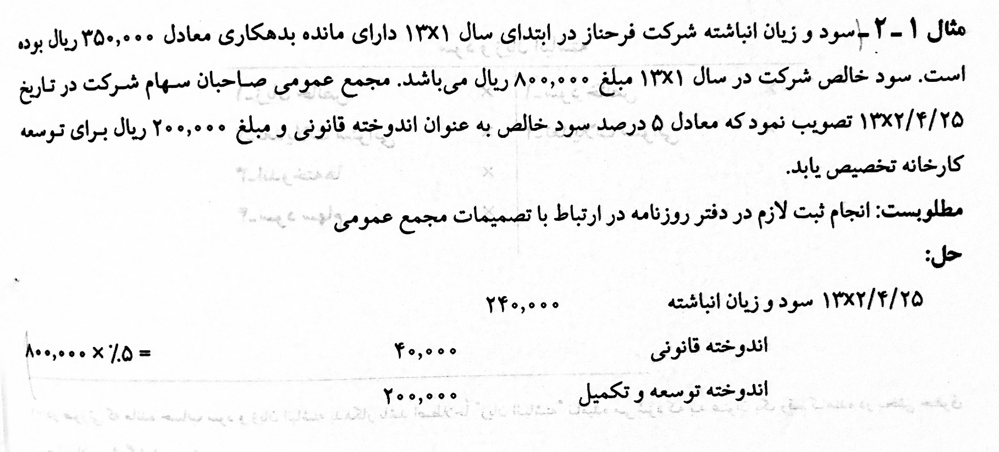 مثال ۱ ـ ۲ ـ سود و زیان انباشته شرکت فرحناز در ابتدای سال ۱۳X۱ دارای مانده بدهکاری معادل ۳۵۰,۰۰۰ ریال بوده
است. سود خالص شرکت در سال ۱۳X۱ مبلغ ۸۰۰,۰۰۰ ریال می‌باشد. مجمع عمومی صاحبان سهام شرکت در تاریخ
۱۳X۲/۴/۲۵ تصویب نمود که معادل ۵ درصد سود خالص به عنوان اندوخته قانونی و مبلغ ۲۰۰,۰۰۰ ریال برای توسعه
کارخانه تخصیص یابد.
مطلوبست: انجام ثبت لازم در دفتر روزنامه در ارتباط با تصمیمات مجمع عمومی
حل:
۱۳X۲/۴/۲۵ سود و زیان انباشته ۲۴۰,۰۰۰
اندوخته قانونی ۴۰,۰۰۰ = ۸۰۰,۰۰۰ × ٪۵
اندوخته توسعه و تکمیل ۲۰۰,۰۰۰